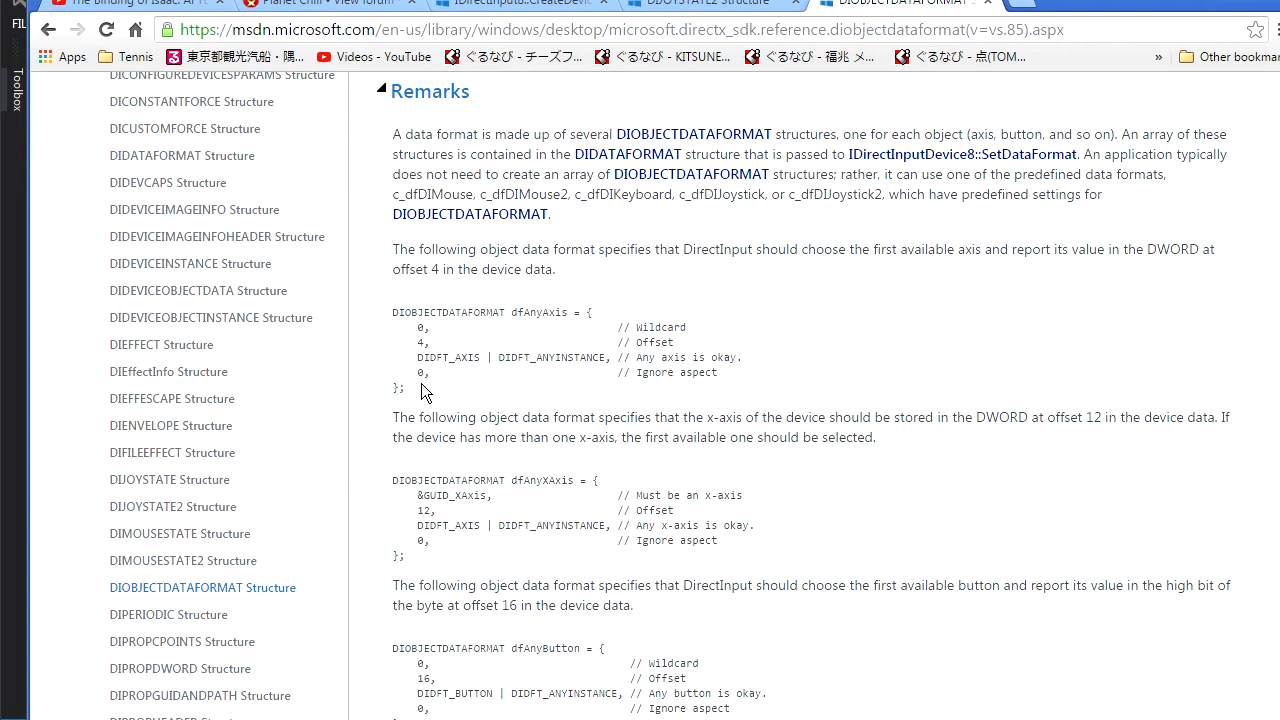 The Binding of Isaac: Aft
Planet Chili • View forum
IDirectInput8::CreateDevic
DIJOYSTATE2 Structure
DIOBJECTDATAFORMAT S
FIL
https://msdn.microsoft.com/en-us/library/windows/desktop/microsoft.directx_sdk.reference.diobjectdataformat(v=vs.85).aspx
Apps Tennis 東京都観光汽船・隅... Videos - YouTube ぐるなび - チーズフ... ぐるなび - KITSUNE... ぐるなび - 福兆 メ... ぐるなび - 点(TOM... » Other bookmar
Toolbox
DICONFIGUREDEVICESPARAMS Structure
DICONSTANTFORCE Structure
DICUSTOMFORCE Structure
DIDATAFORMAT Structure
DIDEVCAPS Structure
DIDEVICEIMAGEINFO Structure
DIDEVICEIMAGEINFOHEADER Structure
DIDEVICEINSTANCE Structure
DIDEVICEOBJECTDATA Structure
DIDEVICEOBJECTINSTANCE Structure
DIEFFECT Structure
DIEffectInfo Structure
DIEFFESCAPE Structure
DIENVELOPE Structure
DIFILEEFFECT Structure
DIJOYSTATE Structure
DIJOYSTATE2 Structure
DIMOUSESTATE Structure
DIMOUSESTATE2 Structure
DIOBJECTDATAFORMAT Structure
DIPERIODIC Structure
DIPROPCPOINTS Structure
DIPROPDWORD Structure
DIPROPGUIDANDPATH Structure
DIPROPHEADER Structure
Remarks
A data format is made up of several DIOBJECTDATAFORMAT structures, one for each object (axis, button, and so on). An array of these
structures is contained in the DIDATAFORMAT structure that is passed to IDirectInputDevice8::SetDataFormat. An application typically
does not need to create an array of DIOBJECTDATAFORMAT structures; rather, it can use one of the predefined data formats,
c_dfDIMouse, c_dfDIMouse2, c_dfDIKeyboard, c_dfDIJoystick, or c_dfDIJoystick2, which have predefined settings for
DIOBJECTDATAFORMAT.
The following object data format specifies that DirectInput should choose the first available axis and report its value in the DWORD at
offset 4 in the device data.
DIOBJECTDATAFORMAT dfAnyAxis = {
0, // Wildcard
4, // Offset
DIDFT_AXIS | DIDFT_ANYINSTANCE, // Any axis is okay.
0, // Ignore aspect
};
The following object data format specifies that the x-axis of the device should be stored in the DWORD at offset 12 in the device data. If
the device has more than one x-axis, the first available one should be selected.
DIOBJECTDATAFORMAT dfAnyXAxis = {
&GUID_XAxis, // Must be an x-axis
12, // Offset
DIDFT_AXIS | DIDFT_ANYINSTANCE, // Any x-axis is okay.
0, // Ignore aspect
};
The following object data format specifies that DirectInput should choose the first available button and report its value in the high bit of
the byte at offset 16 in the device data.
DIOBJECTDATAFORMAT dfAnyButton = {
0, // Wildcard
16, // Offset
DIDFT_BUTTON | DIDFT_ANYINSTANCE, // Any button is okay.
0, // Ignore aspect